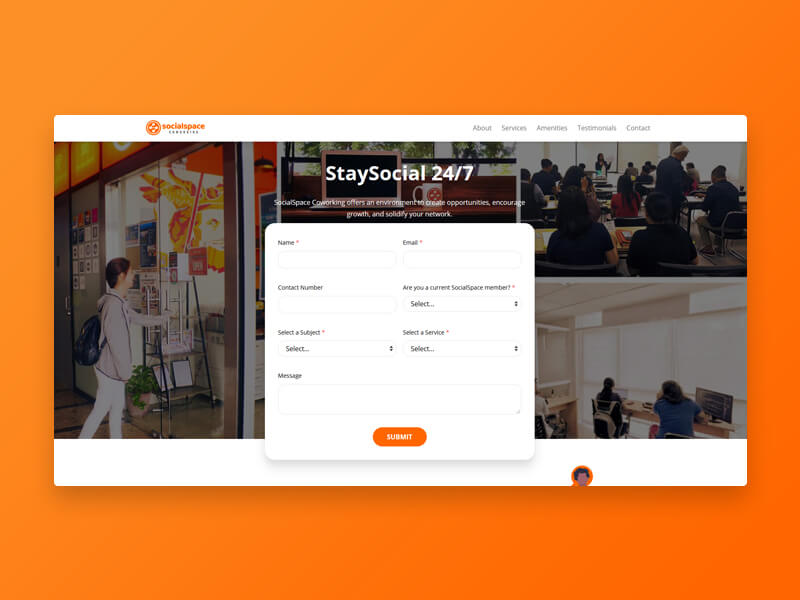 socialspace
COWORKING
About Services Amenities Testimonials Contact
StaySocial 24/7
SocialSpace Coworking offers an environment to create opportunities, encourage
growth, and solidify your network.
Name * Email *
Contact Number Are you a current SocialSpace member? *
Select...
Select a Subject * Select a Service *
Select... Select...
Message
SUBMIT
OPEN